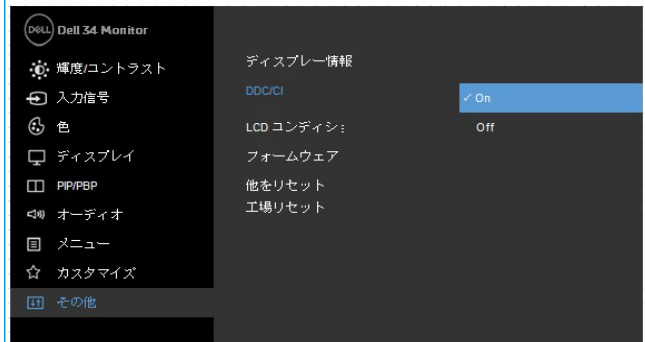 DELL Dell 34 Monitor
輝度/コントラスト
入力信号
色
ディスプレイ
PIP/PBP
オーディオ
メニュー
カスタマイズ
その他
ディスプレー情報
DDC/CI
LCD コンディシ:
フォームウェア
他をリセット
工場リセット
✓ On
Off